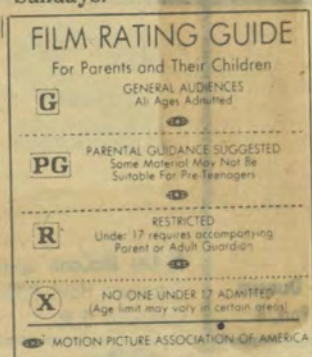 Sundays.
FILM RATING GUIDE
For Parents and Their Children
G
GENERAL AUDIENCES
All Ages Admitted
PG
PARENTAL GUIDANCE SUGGESTED
Some Material May Not Be
Suitable For Pre-Teenagers
R
RESTRICTED
Under 17 requires accompanying
Parent or Adult Guardian
X
NO ONE UNDER 17 ADMITTED
(Age limit may vary in certain areas)
MOTION PICTURE ASSOCIATION OF AMERICA